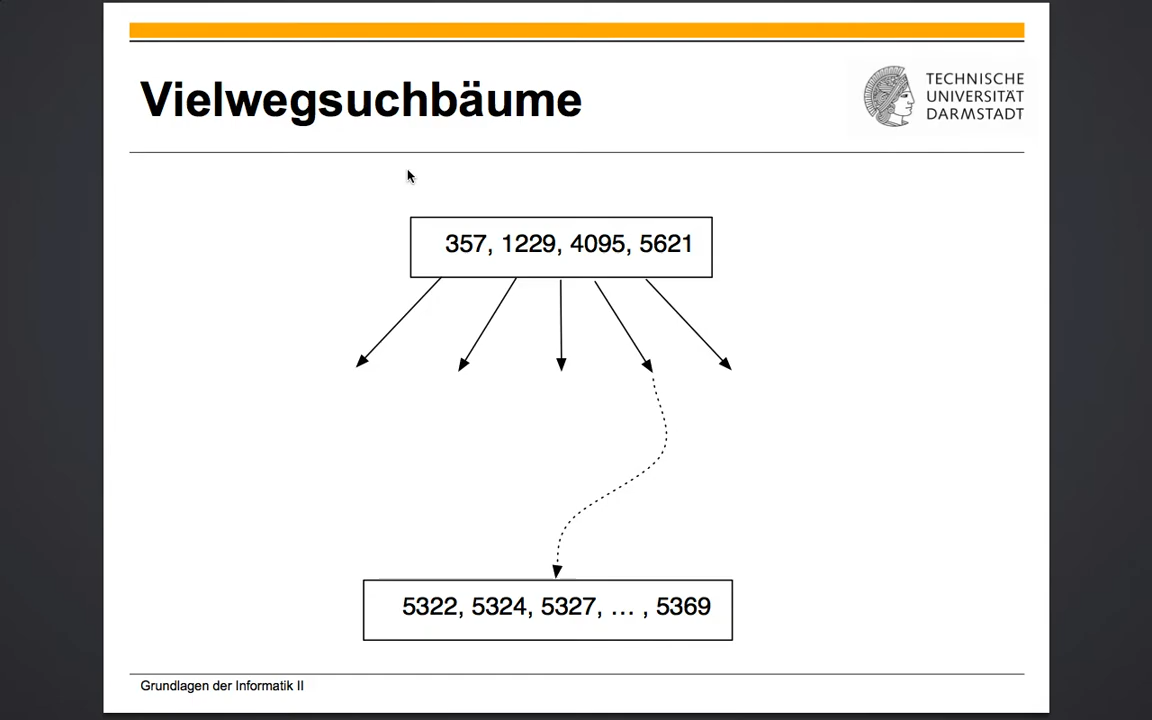 Vielwegsuchbäume
TECHNISCHE
UNIVERSITÄT
DARMSTADT
357, 1229, 4095, 5621
5322, 5324, 5327, … , 5369
Grundlagen der Informatik II